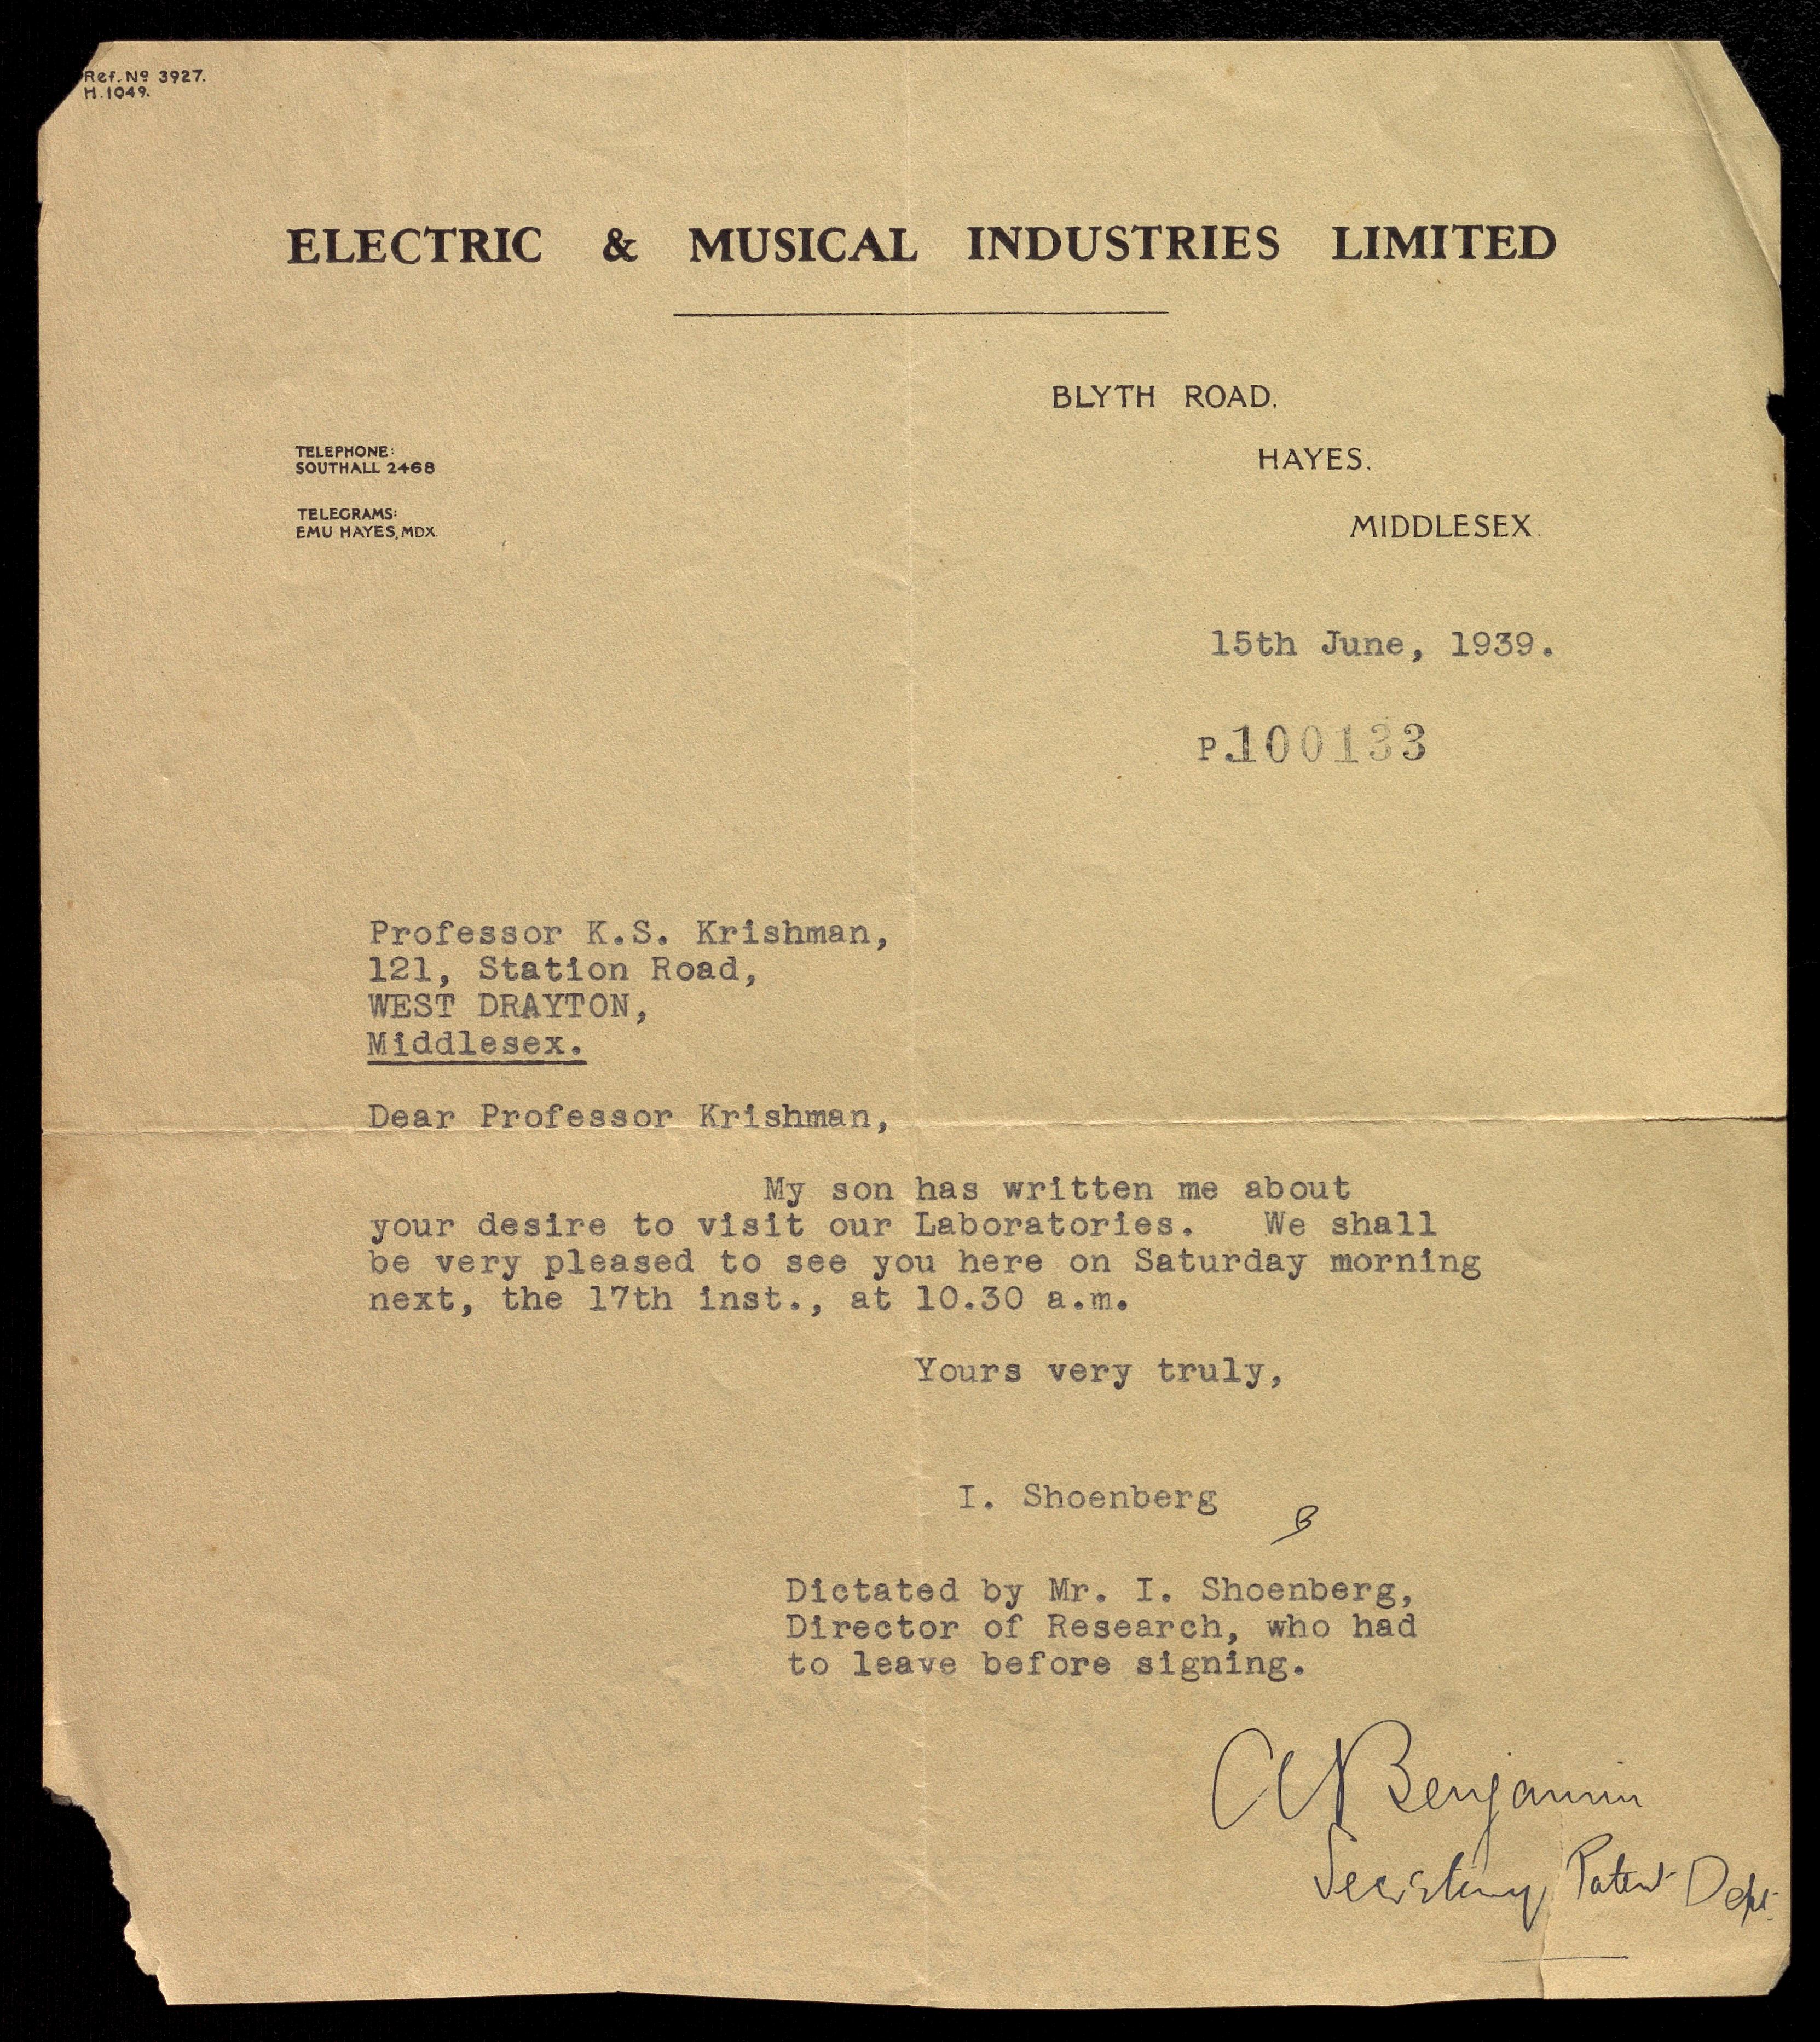 Ref. Nº 3927.
H.1049.
ELECTRIC & MUSICAL INDUSTRIES LIMITED
BLYTH ROAD.
HAYES.
MIDDLESEX.
TELEPHONE:
SOUTHALL 2468
TELEGRAMS:
EMU HAYES, MDX.
15th June, 1939.
P.100133
Professor K.S. Krishman,
121, Station Road,
WEST DRAYTON,
Middlesex.
Dear Professor Krishman,
My son has written me about
your desire to visit our Laboratories. We shall
be very pleased to see you here on Saturday morning
next, the 17th inst., at 10.30 a.m.
Yours very truly,
I. Shoenberg
B
Dictated by Mr. I. Shoenberg,
Director of Research, who had
to leave before signing.
Benjamin
Secretary Patent Dept.